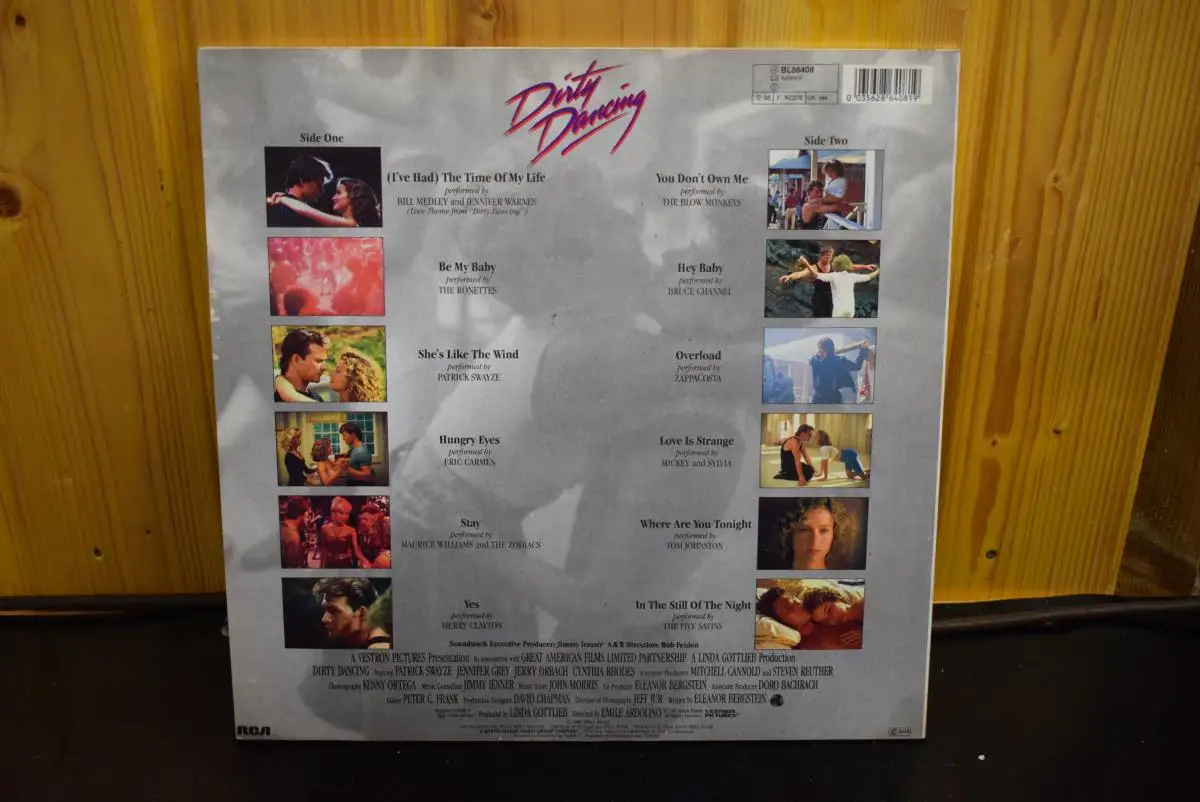 Dirty
Dancing
BL86408
0 035628 640819
Side One
(I've Had) The Time Of My Life
performed by
BILL MEDLEY and JENNIFER WARNES
(Love Theme from "Dirty Dancing")
Be My Baby
performed by
THE RONETTES
She's Like The Wind
performed by
PATRICK SWAYZE
Hungry Eyes
performed by
ERIC CARMEN
Stay
performed by
MAURICE WILLIAMS and THE ZODIACS
Yes
performed by
MERRY CLAYTON
Side Two
You Don't Own Me
performed by
THE BLOW MONKEYS
Hey Baby
performed by
BRUCE CHANNEL
Overload
performed by
ZAPPACOSTA
Love Is Strange
performed by
MICKEY and SYLVIA
Where Are You Tonight
performed by
TOM JOHNSTON
In The Still Of The Night
performed by
THE FIVE SATINS
Soundtrack Executive Producer: Jimmy Ienner A & R Direction: Bob Feiden
A VESTRON PICTURES Presentation In association with GREAT AMERICAN FILMS LIMITED PARTNERSHIP A LINDA GOTTLIEB Production
DIRTY DANCING Starring PATRICK SWAYZE JENNIFER GREY JERRY ORBACH CYNTHIA RHODES Executive Producers MITCHELL CANNOLD and STEVEN REUTHER
Choreography KENNY ORTEGA Music Consultant JIMMY IENNER Music Score JOHN MORRIS Co-Producer ELEANOR BERGSTEIN Associate Producer DORO BACHRACH
Editor PETER C. FRANK Production Designer DAVID CHAPMAN Director of Photography JEFF JUR Written by ELEANOR BERGSTEIN
Produced by LINDA GOTTLIEB Directed by EMILE ARDOLINO
VESTRON
PICTURES
RCA